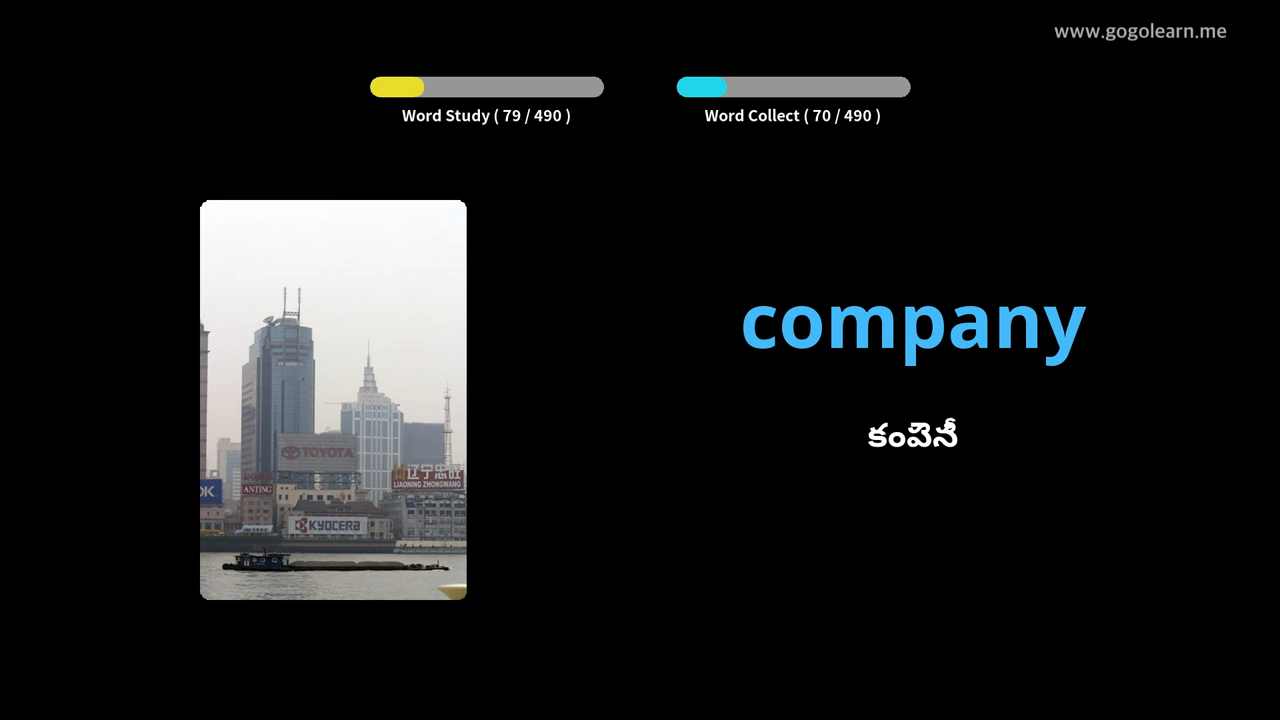 www.gogolearn.me
Word Study ( 79 / 490 )
Word Collect ( 70 / 490 )
company
కంపెనీ
TOYOTA
辽宁忠旺
LIAONING ZHONGWANG
OK
ANTING
KYOCERA